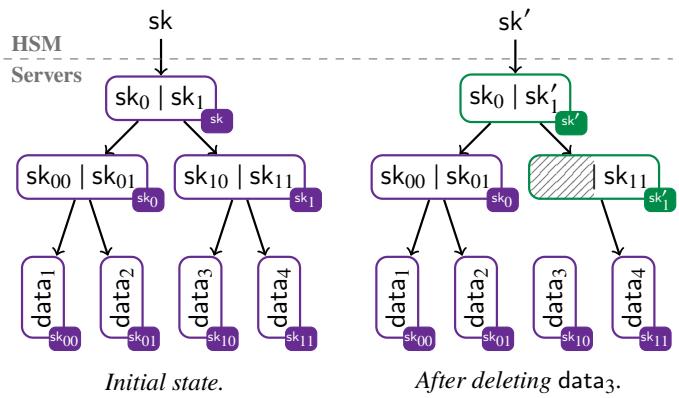 sk sk′
HSM
Servers
sk₀ | sk₁ sk₀ | sk′₁
sk sk′
sk₀₀ | sk₀₁ sk₁₀ | sk₁₁ sk₀₀ | sk₀₁ | sk₁₁
sk₀ sk₁ sk₀ sk′₁
data₁ data₂ data₃ data₄ data₁ data₂ data₃ data₄
sk₀₀ sk₀₁ sk₁₀ sk₁₁ sk₀₀ sk₀₁ sk₁₀ sk₁₁
Initial state. After deleting data₃.